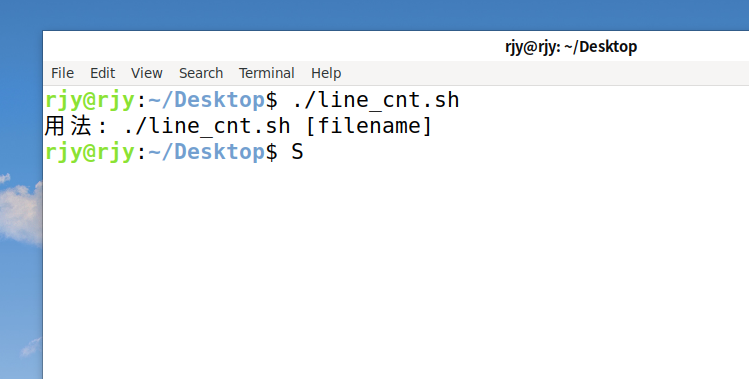 rjy@rjy: ~/Desktop
File Edit View Search Terminal Help
rjy@rjy:~/Desktop$ ./line_cnt.sh
用法: ./line_cnt.sh [filename]
rjy@rjy:~/Desktop$ S